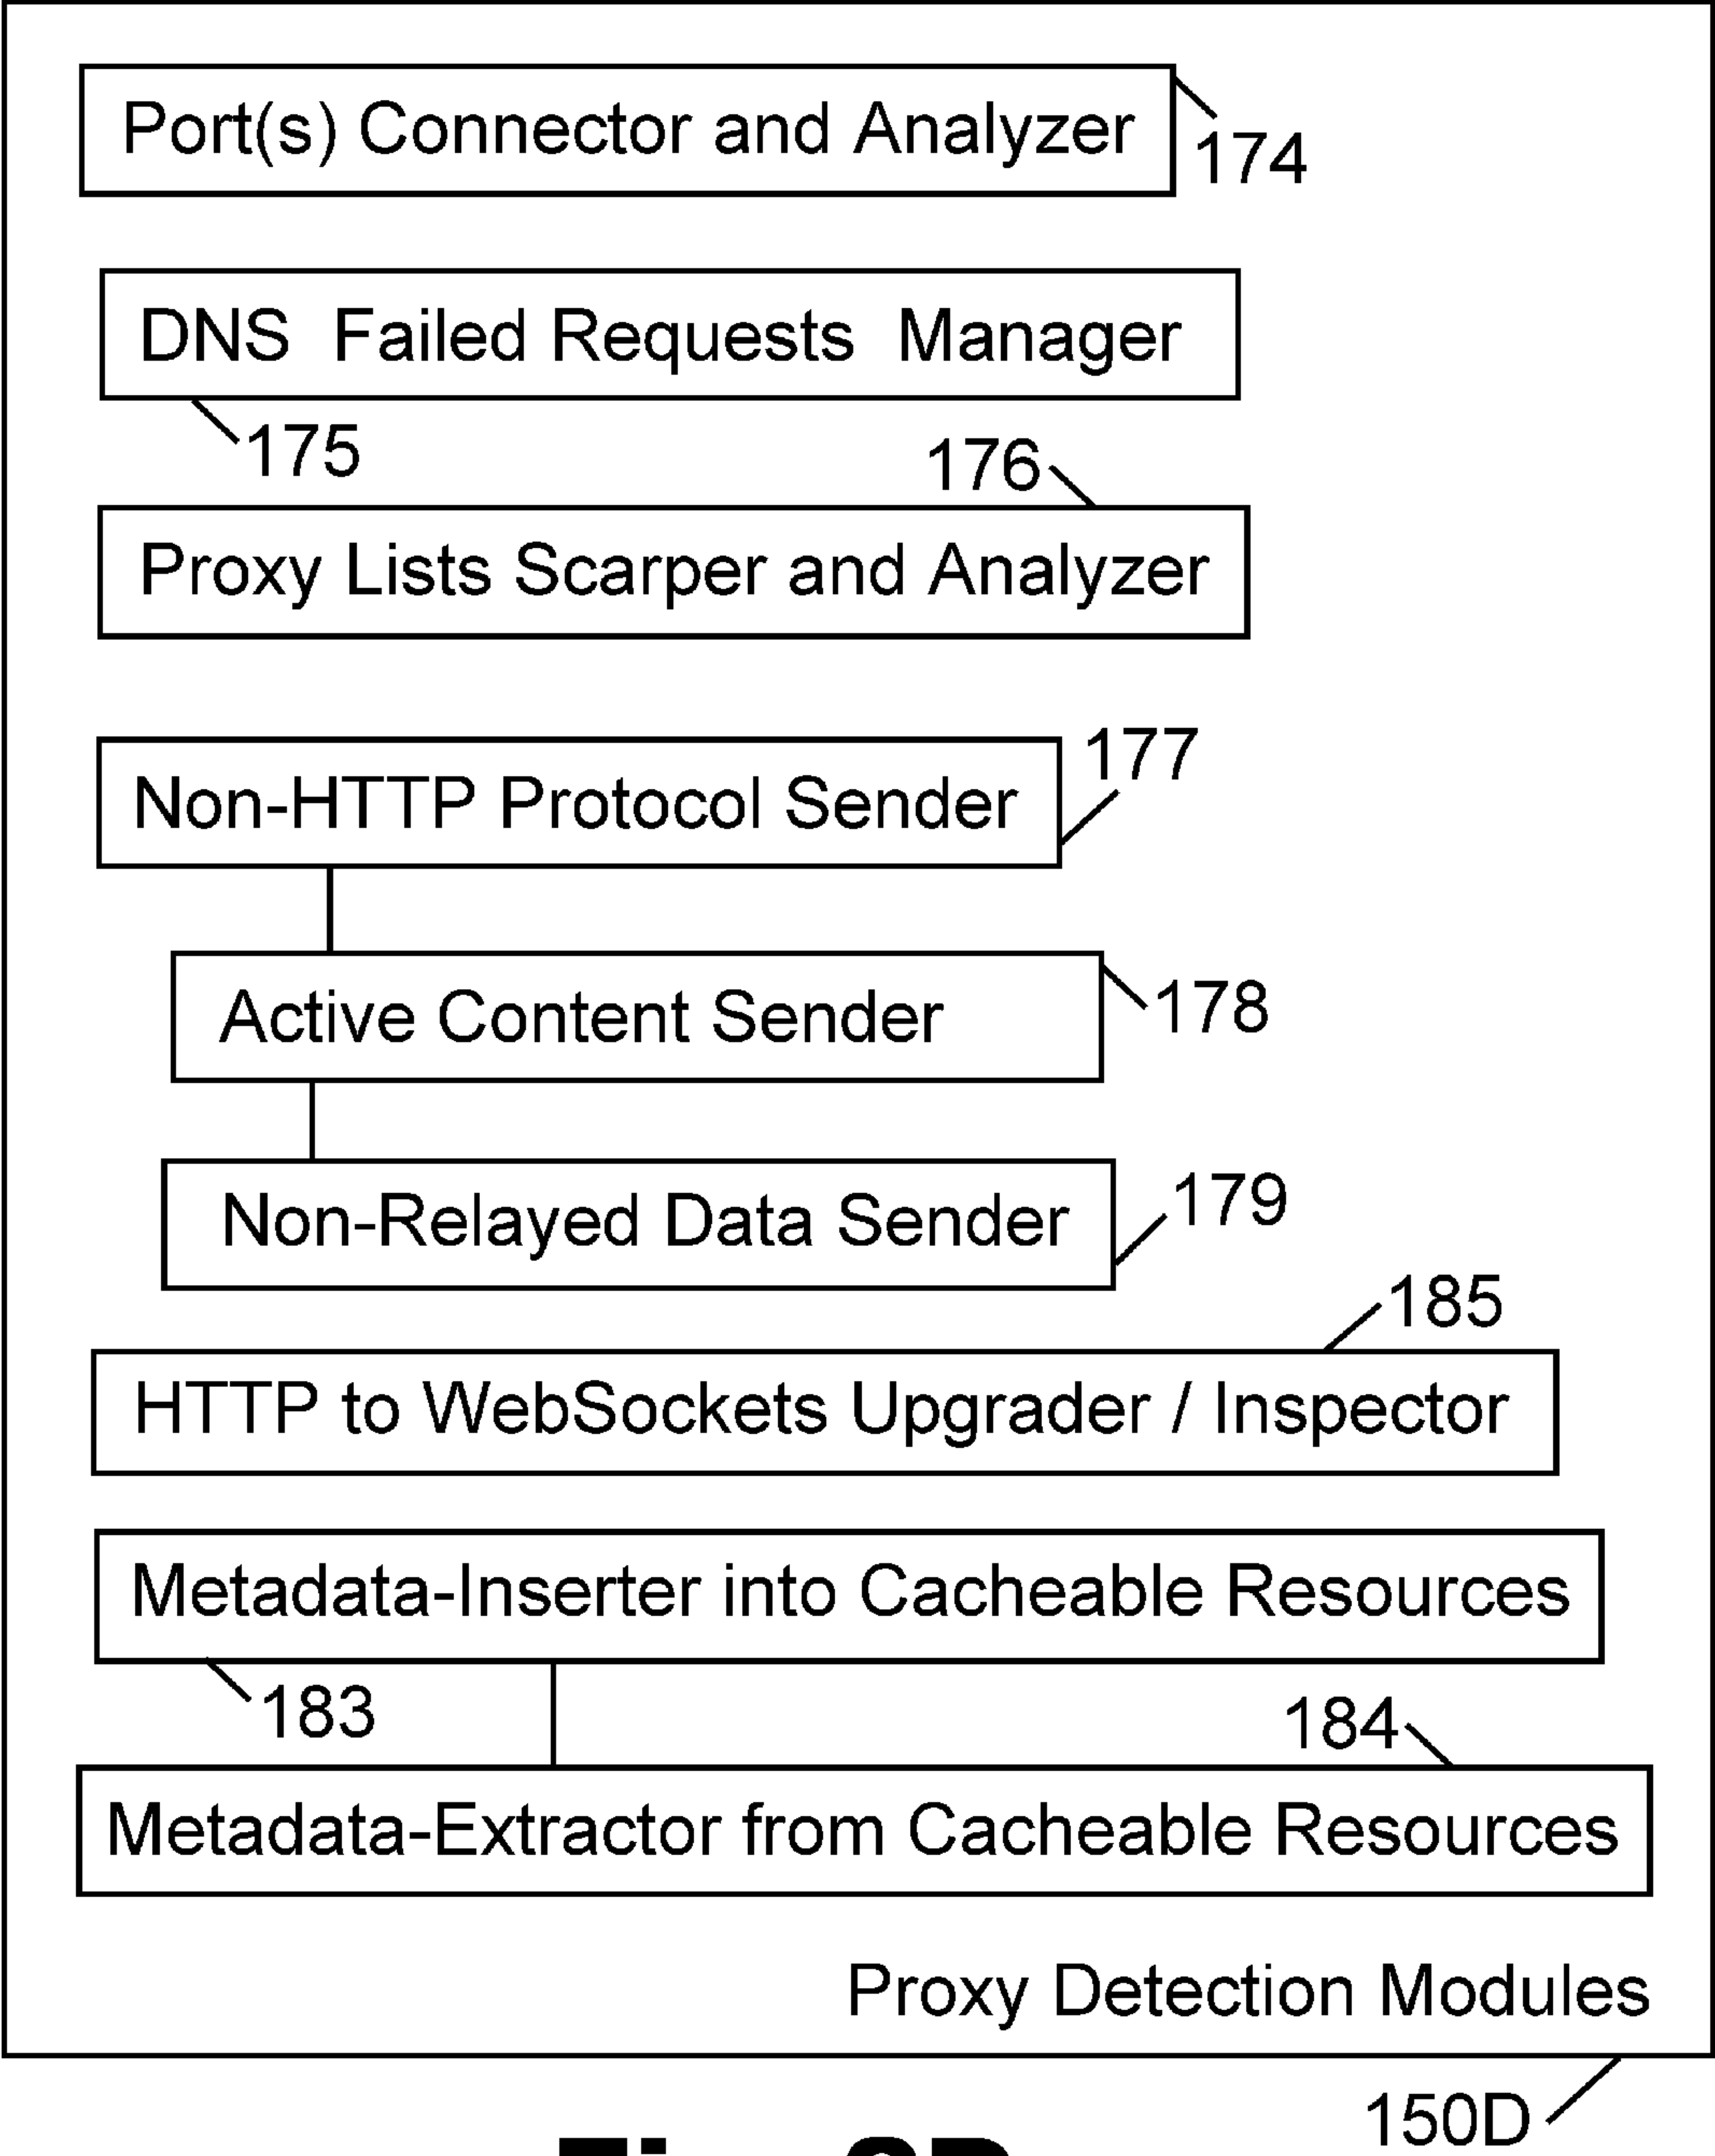 Port(s) Connector and Analyzer
174
DNS Failed Requests Manager
175
176
Proxy Lists Scarper and Analyzer
177
Non-HTTP Protocol Sender
Active Content Sender
178
179
Non-Relayed Data Sender
185
HTTP to WebSockets Upgrader / Inspector
Metadata-Inserter into Cacheable Resources
183
184
Metadata-Extractor from Cacheable Resources
Proxy Detection Modules
150D